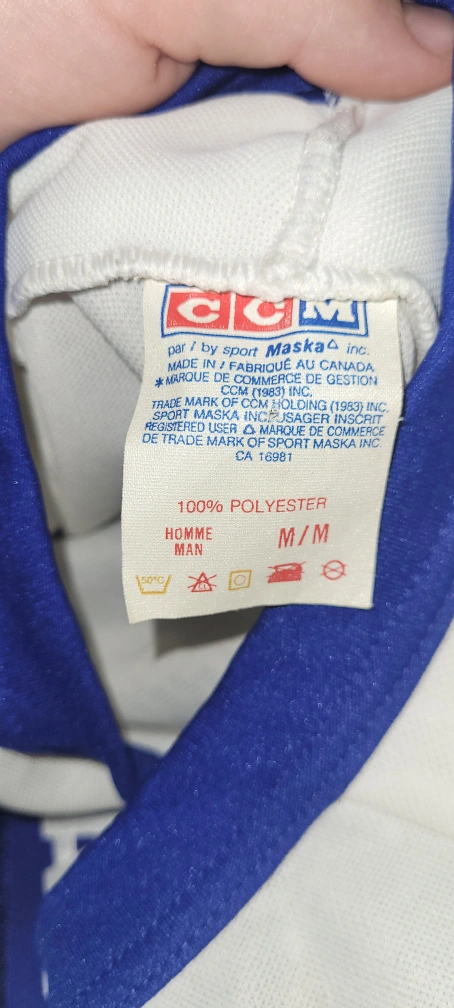 CCM
par / by sport Maska inc.
MADE IN / FABRIQUÉ AU CANADA
* MARQUE DE COMMERCE DE GESTION
CCM (1983) INC.
TRADE MARK OF CCM HOLDING (1983) INC.
SPORT MASKA INC. USAGER INSCRIT
REGISTERED USER MARQUE DE COMMERCE
DE TRADE MARK OF SPORT MASKA INC.
CA 16981
100% POLYESTER
HOMME M/M
MAN
50°C